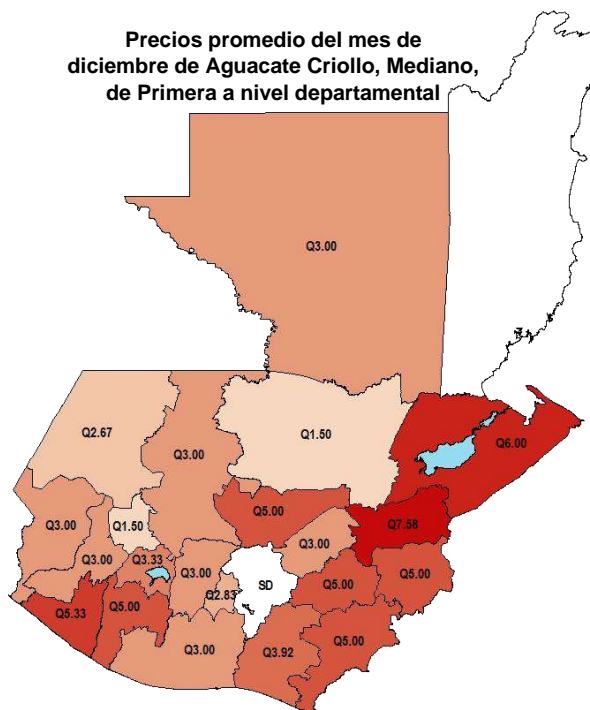 Precios promedio del mes de
diciembre de Aguacate Criollo, Mediano,
de Primera a nivel departamental
Q3.00
Q2.67
Q3.00
Q1.50
Q6.00
Q3.00
Q1.50
Q5.00
Q7.58
Q3.00
Q3.33
Q3.00
Q3.00
Q5.00
Q5.00
Q2.83
SD
Q5.33
Q5.00
Q3.00
Q3.92
Q5.00